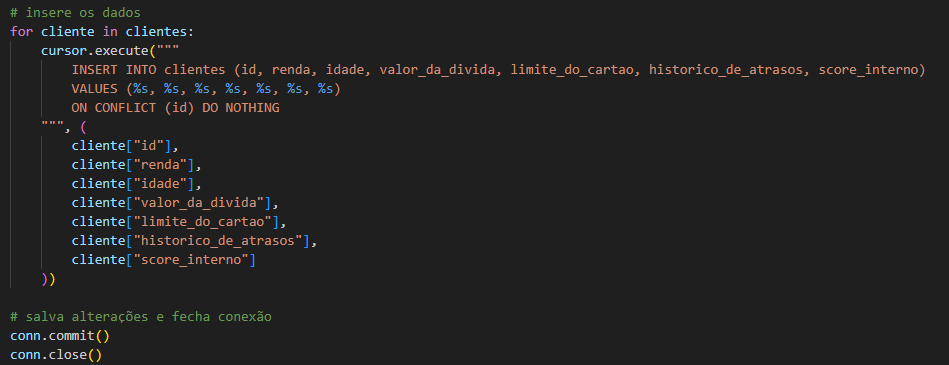 # insere os dados
for cliente in clientes:
    cursor.execute("""
        INSERT INTO clientes (id, renda, idade, valor_da_divida, limite_do_cartao, historico_de_atrasos, score_interno)
        VALUES (%s, %s, %s, %s, %s, %s, %s)
        ON CONFLICT (id) DO NOTHING
    """, (
        cliente["id"],
        cliente["renda"],
        cliente["idade"],
        cliente["valor_da_divida"],
        cliente["limite_do_cartao"],
        cliente["historico_de_atrasos"],
        cliente["score_interno"]
    ))
# salva alterações e fecha conexão
conn.commit()
conn.close()